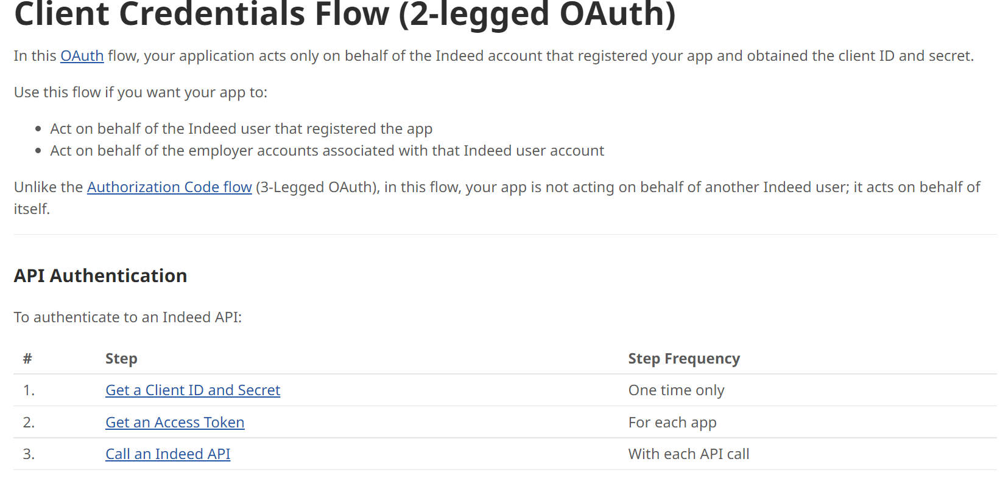 Client Credentials Flow (2-legged OAuth)
In this OAuth flow, your application acts only on behalf of the Indeed account that registered your app and obtained the client ID and secret.
Use this flow if you want your app to:
• Act on behalf of the Indeed user that registered the app
• Act on behalf of the employer accounts associated with that Indeed user account
Unlike the Authorization Code flow (3-Legged OAuth), in this flow, your app is not acting on behalf of another Indeed user; it acts on behalf of
itself.
API Authentication
To authenticate to an Indeed API:
# Step Step Frequency
1. Get a Client ID and Secret One time only
2. Get an Access Token For each app
3. Call an Indeed API With each API call